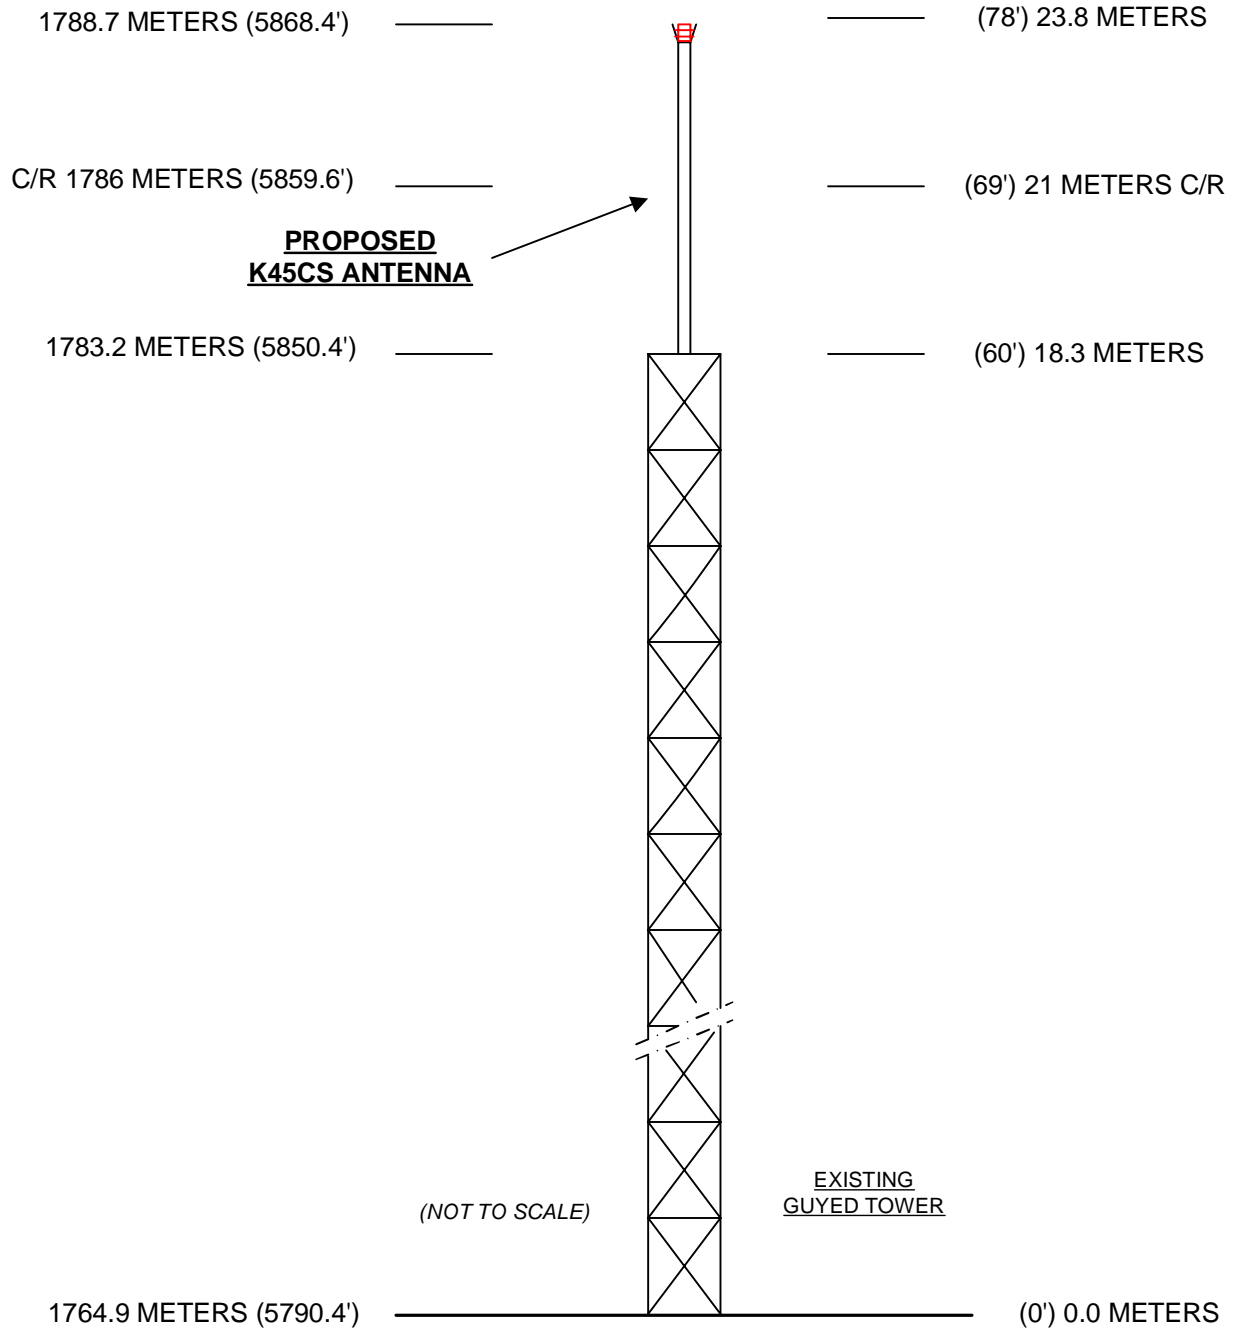 1788.7 METERS (5868.4')
(78') 23.8 METERS
C/R 1786 METERS (5859.6')
(69') 21 METERS C/R
PROPOSED
K45CS ANTENNA
1783.2 METERS (5850.4')
(60') 18.3 METERS
EXISTING
GUYED TOWER
(NOT TO SCALE)
1764.9 METERS (5790.4')
(0') 0.0 METERS